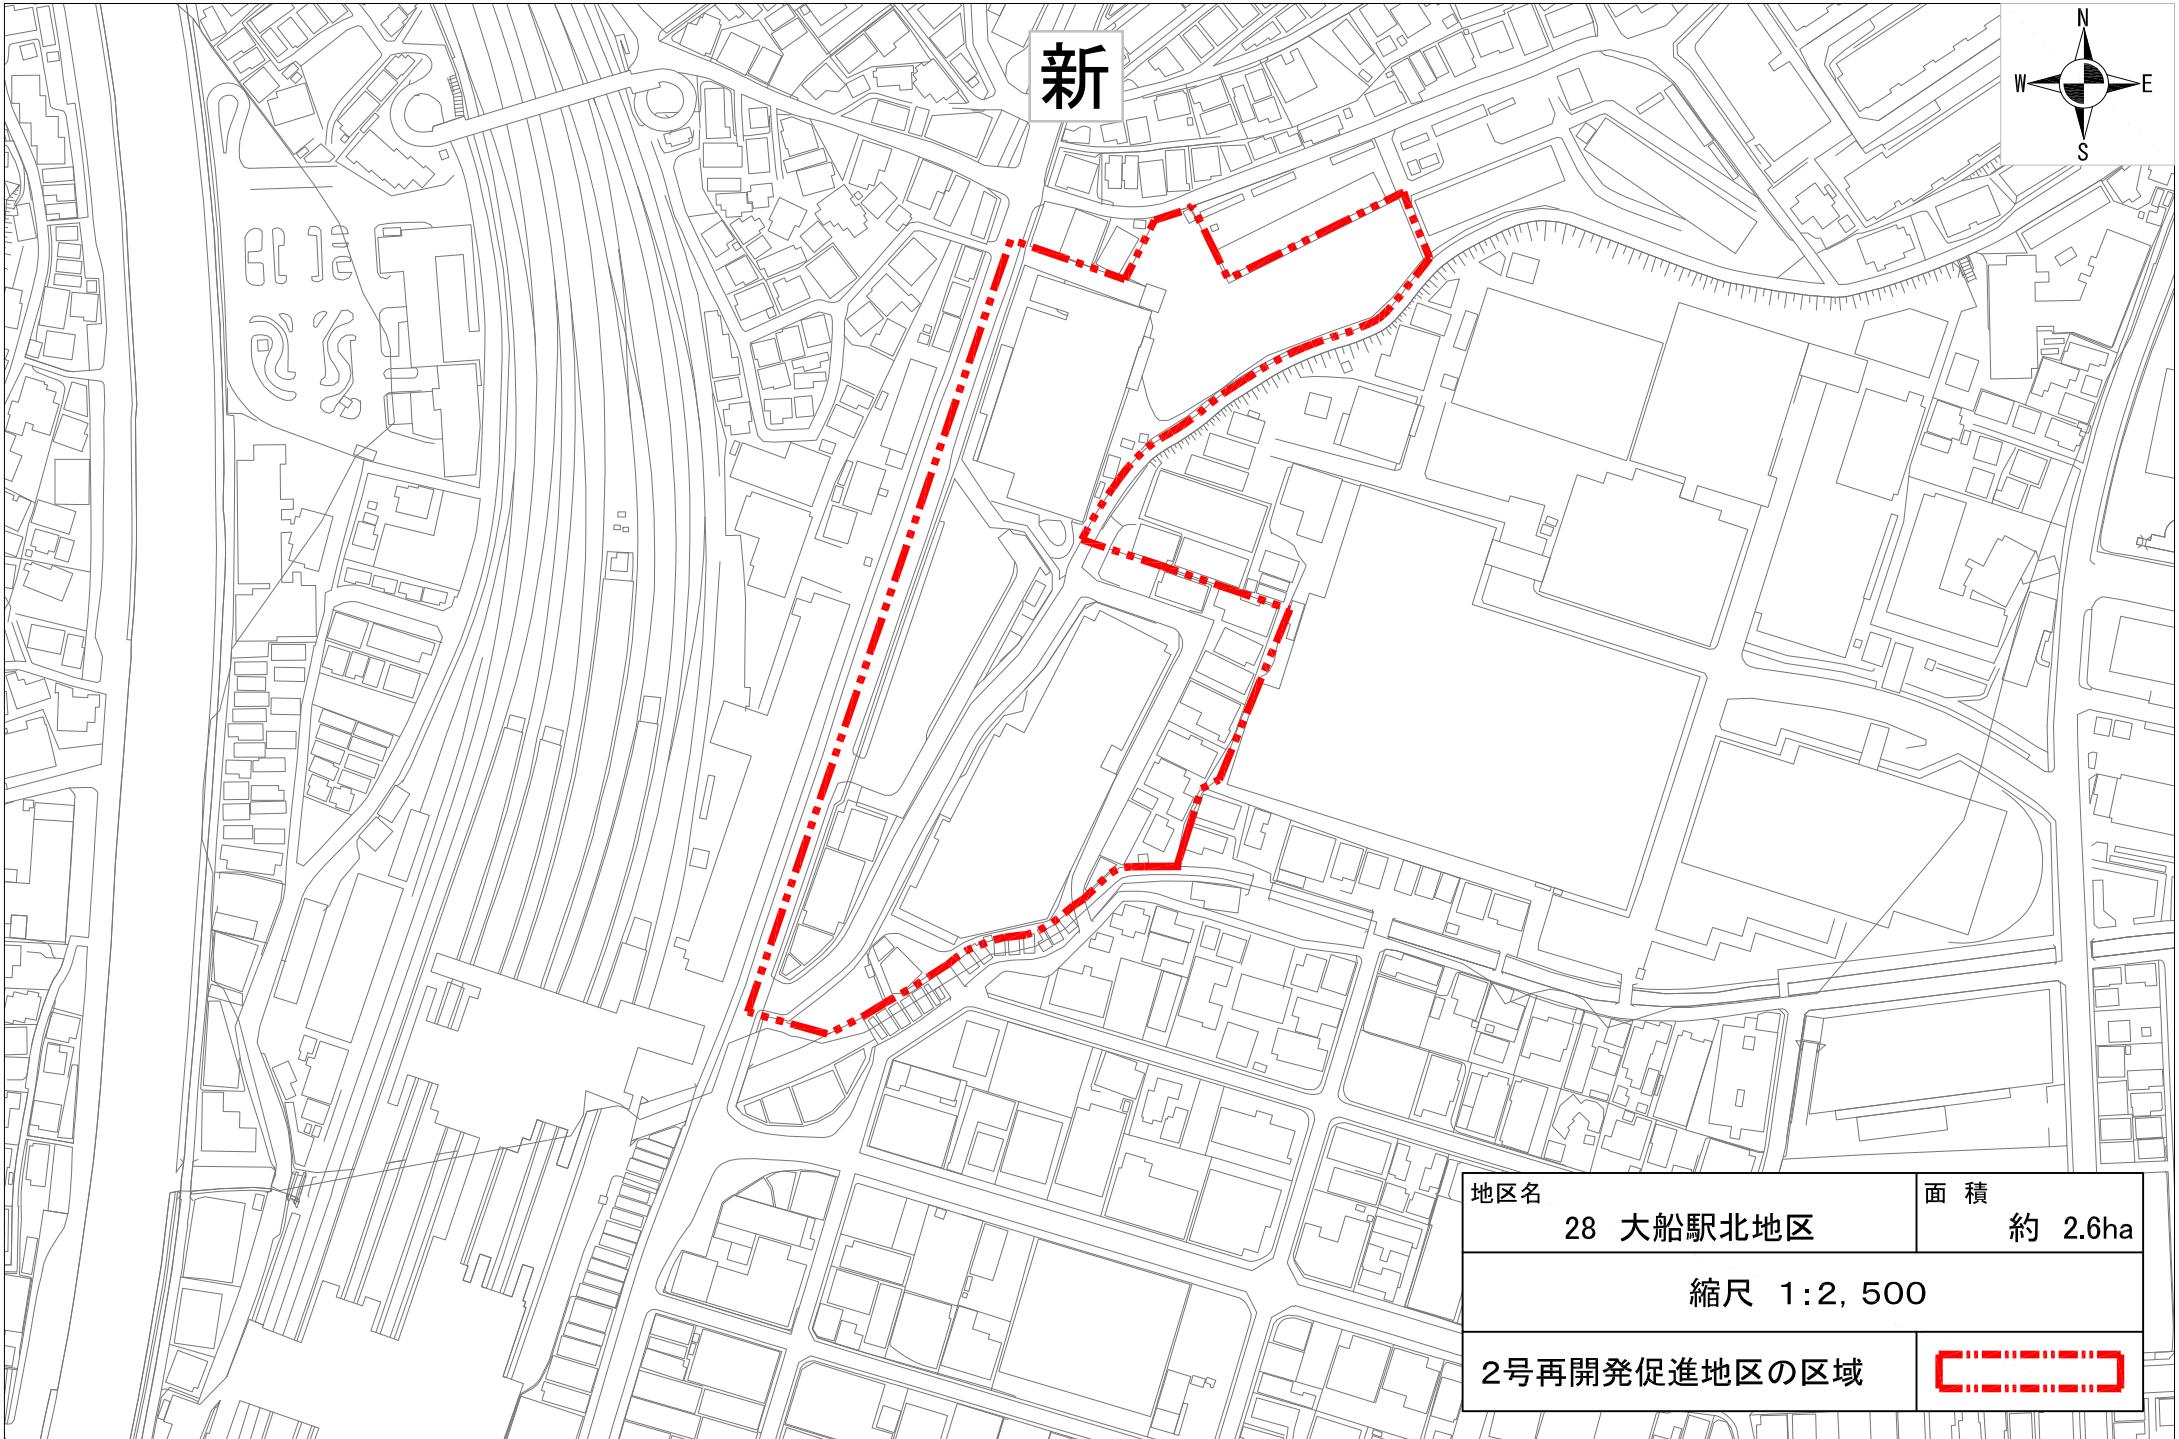 新
N
W E
S
地区名
28 大船駅北地区
面 積
約 2.6ha
縮尺 1:2,500
2号再開発促進地区の区域